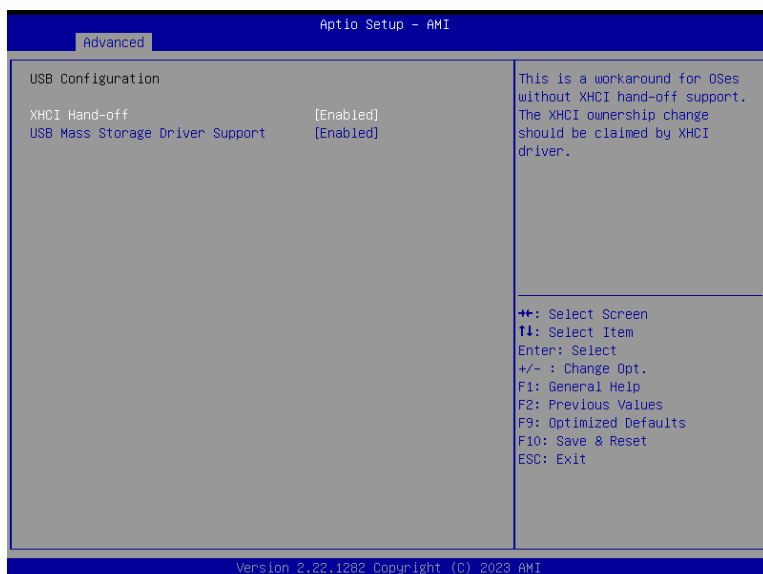 Aptio Setup – AMI
Advanced
USB Configuration
XHCI Hand-off [Enabled]
USB Mass Storage Driver Support [Enabled]
This is a workaround for OSes
without XHCI hand-off support.
The XHCI ownership change
should be claimed by XHCI
driver.
→←: Select Screen
↑↓: Select Item
Enter: Select
+/- : Change Opt.
F1: General Help
F2: Previous Values
F9: Optimized Defaults
F10: Save & Reset
ESC: Exit
Version 2.22.1282 Copyright (C) 2023 AMI